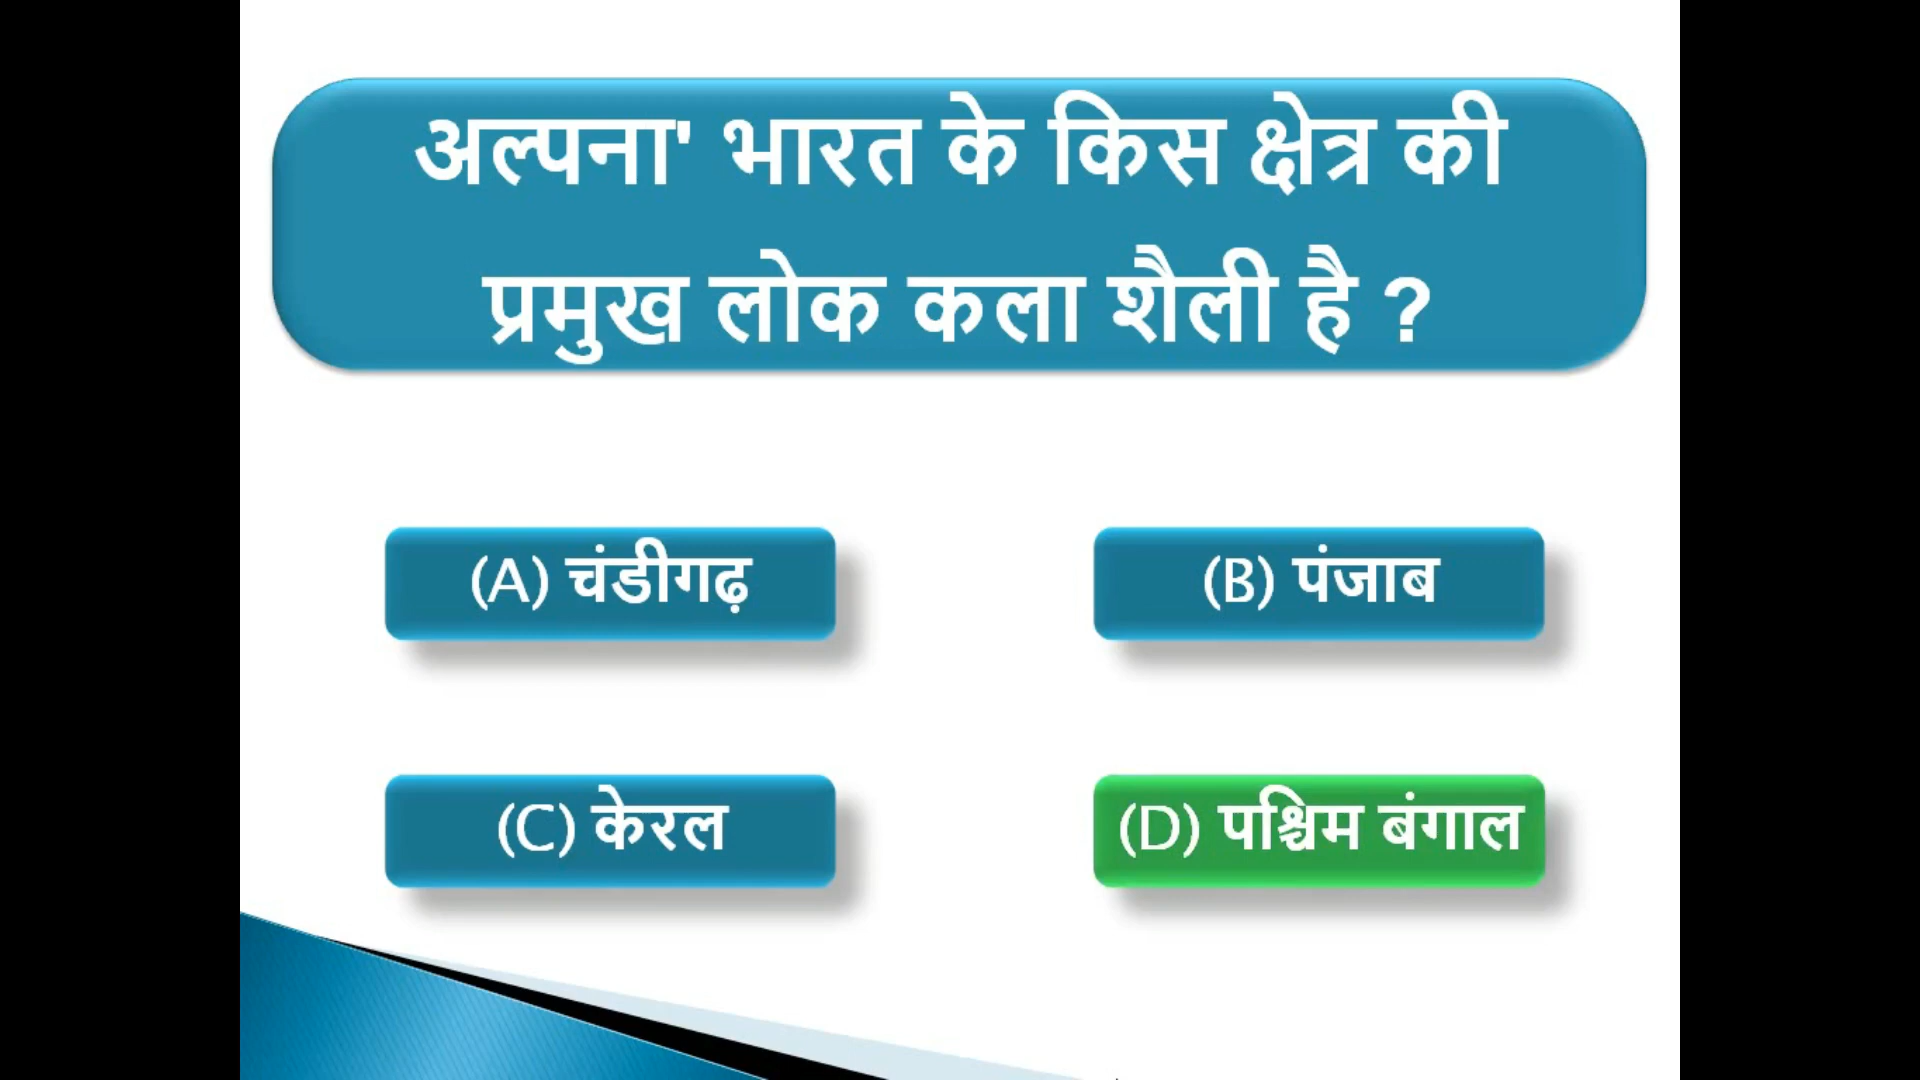 अल्पना' भारत के किस क्षेत्र की
प्रमुख लोक कला शैली है ?
(A) चंडीगढ़
(B) पंजाब
(C) केरल
(D) पश्चिम बंगाल